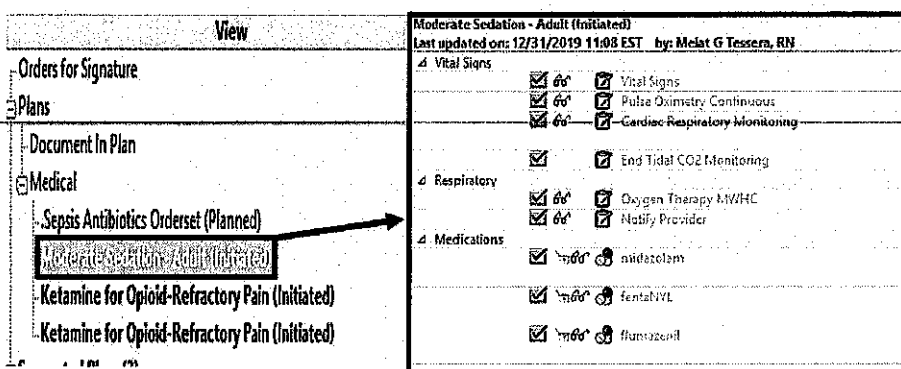 View
Orders for Signature
Plans
Document In Plan
Medical
Sepsis Antibiotics Orderset (Planned)
Moderate Sedation - Adult (Initiated)
Ketamine for Opioid-Refractory Pain (Initiated)
Ketamine for Opioid-Refractory Pain (Initiated)
Moderate Sedation - Adult (Initiated)
Last updated on: 12/31/2019 11:08 EST by: Melat G Tessera, RN
Vital Signs
Vital Signs
Pulse Oximetry Continuous
Cardiac Respiratory Monitoring
End Tidal CO2 Monitoring
Respiratory
Oxygen Therapy MWHC
Notify Provider
Medications
midazolam
fentaNYL
flumazenil